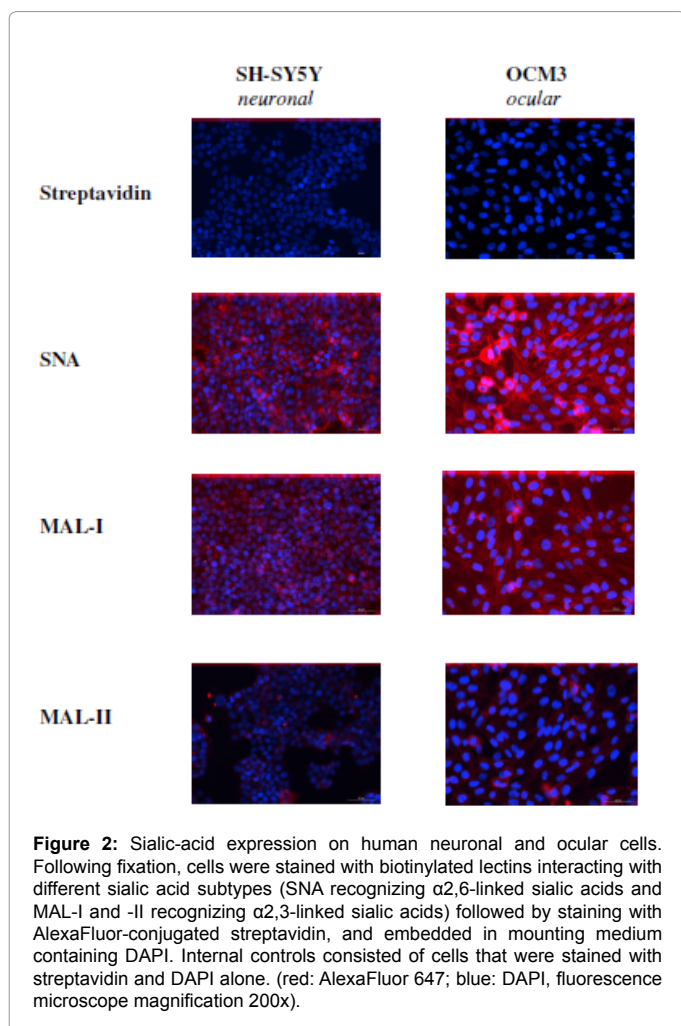 SH-SY5Y OCM3
neuronal ocular
Streptavidin
SNA
MAL-I
MAL-II
Figure 2: Sialic-acid expression on human neuronal and ocular cells.
Following fixation, cells were stained with biotinylated lectins interacting with
different sialic acid subtypes (SNA recognizing α2,6-linked sialic acids and
MAL-I and -II recognizing α2,3-linked sialic acids) followed by staining with
AlexaFluor-conjugated streptavidin, and embedded in mounting medium
containing DAPI. Internal controls consisted of cells that were stained with
streptavidin and DAPI alone. (red: AlexaFluor 647; blue: DAPI, fluorescence
microscope magnification 200x).